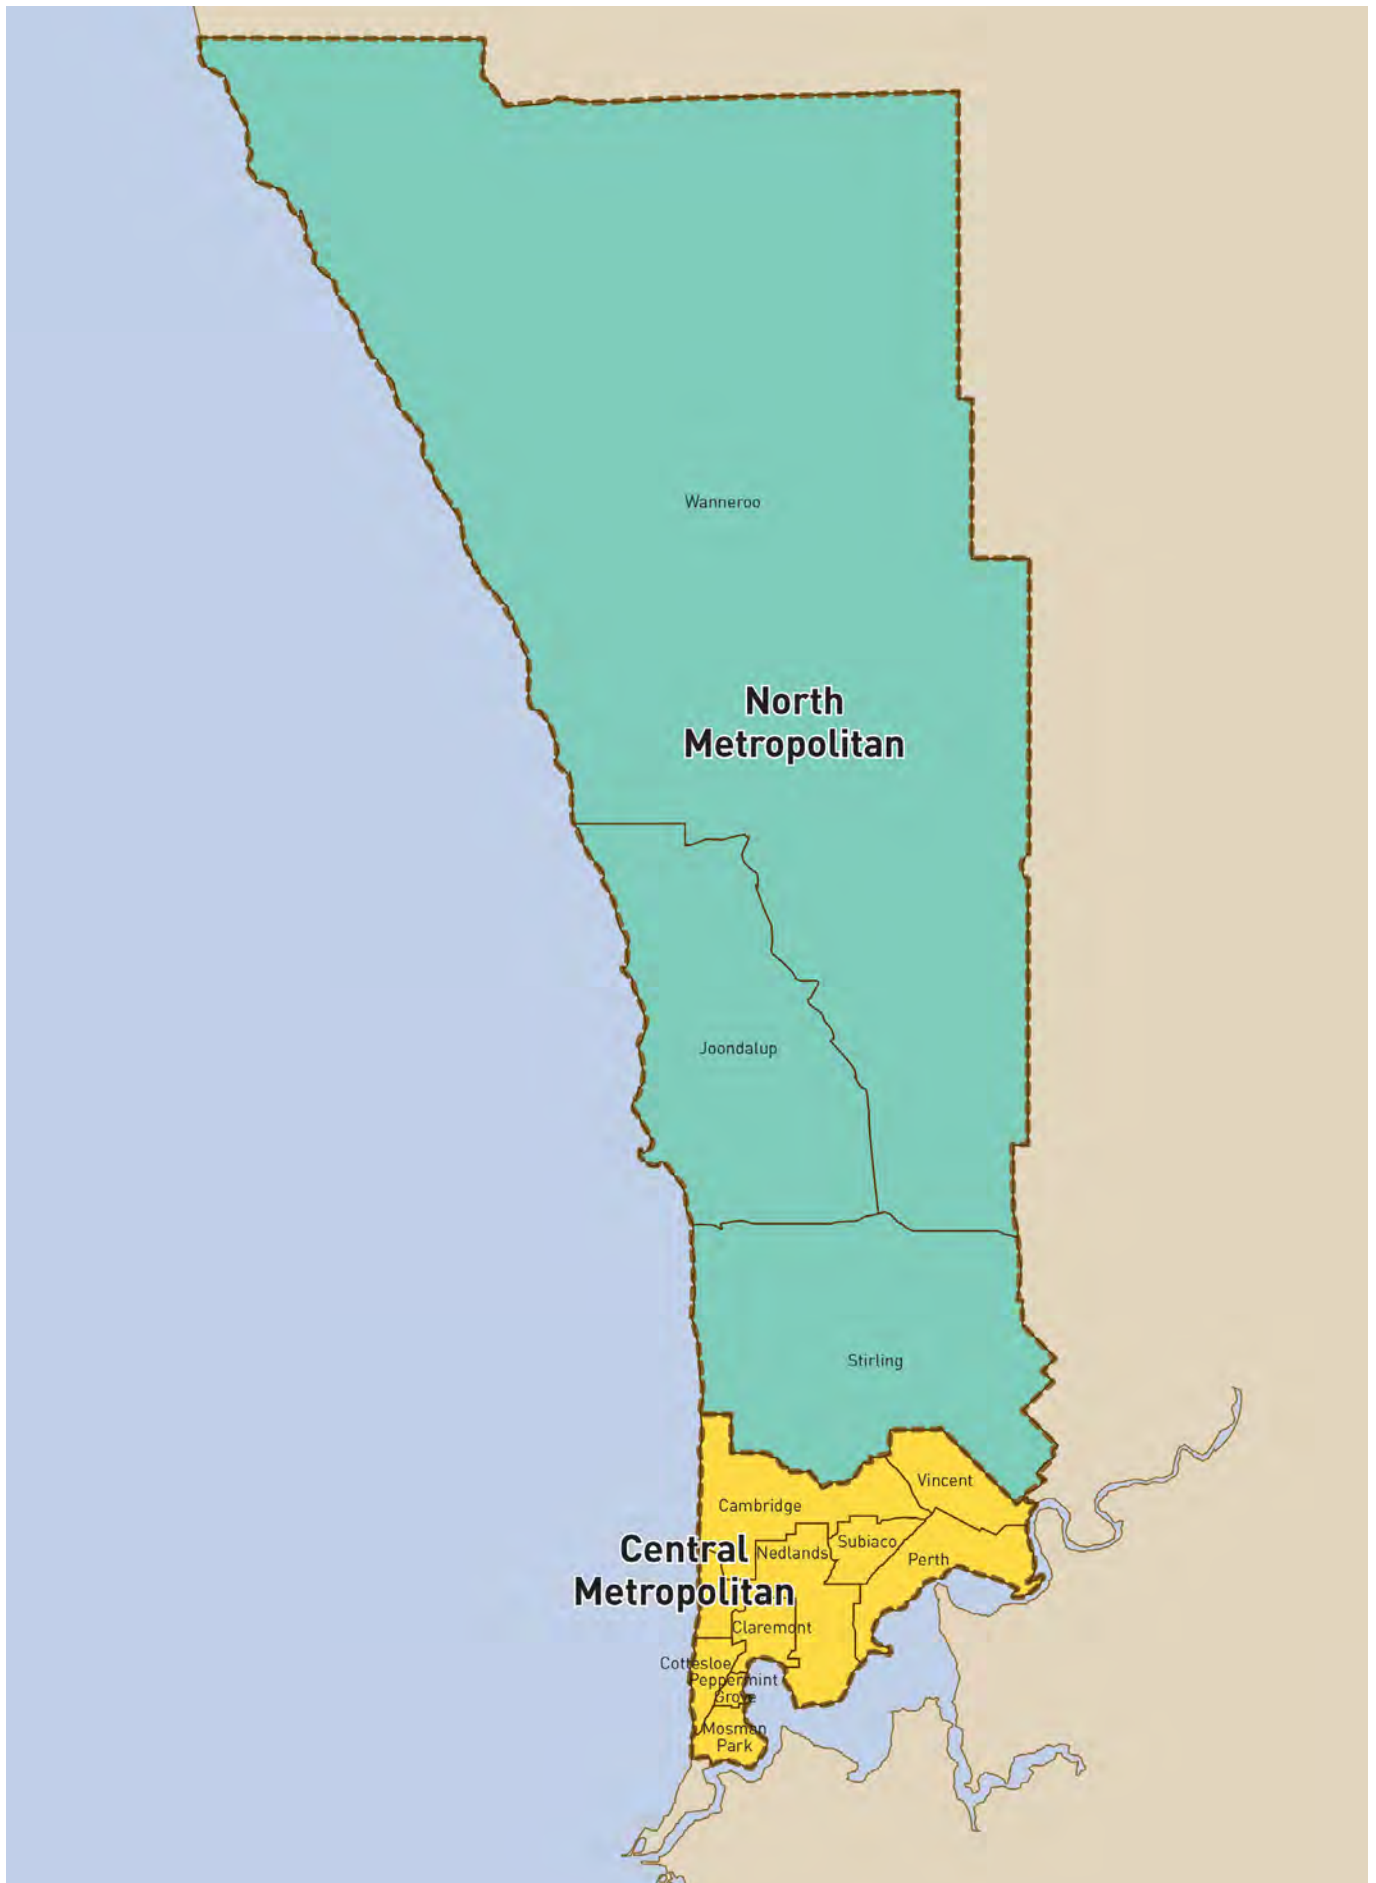 Wanneroo
North
Metropolitan
Joondalup
Stirling
Vincent
Cambridge
Subiaco
Central
Metropolitan
Nedlands
Perth
Claremont
Cottesloe
Peppermint
Grove
Mosman
Park